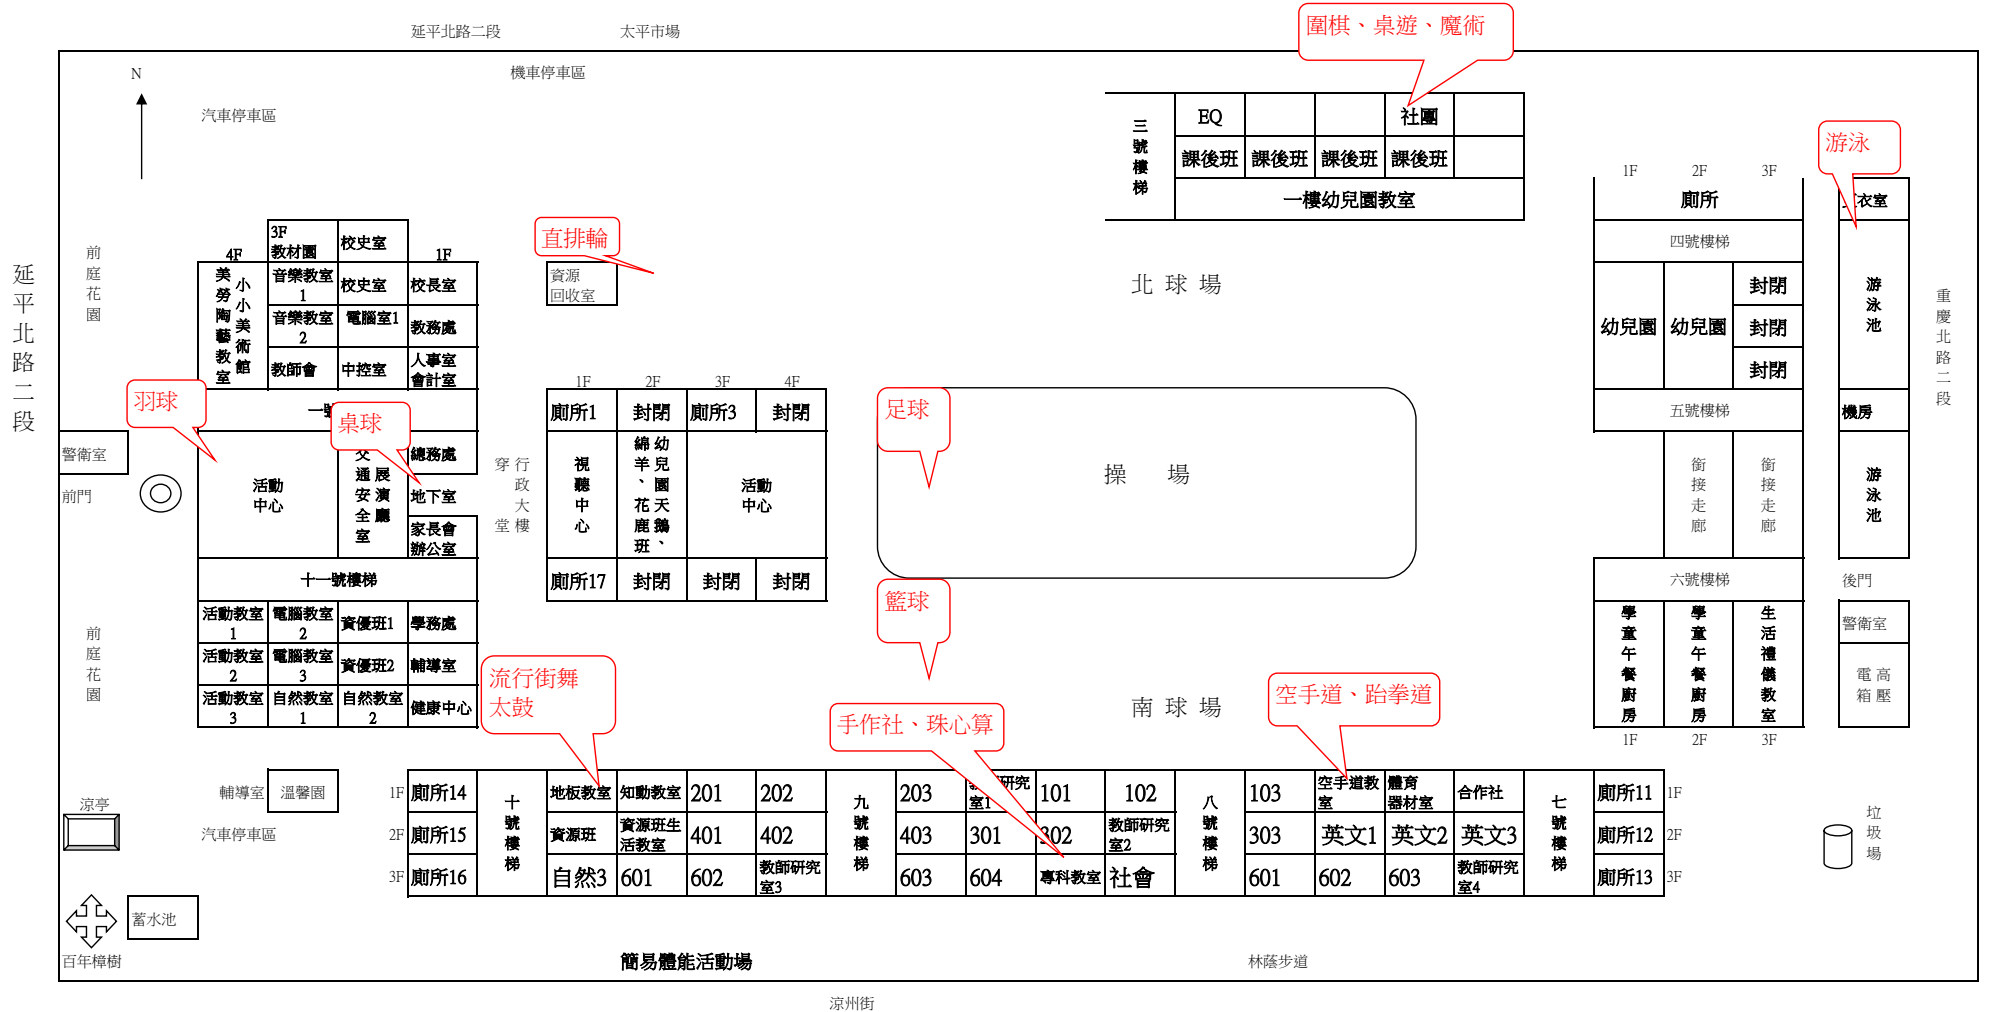 延平北路二段
太平市場
圍棋、桌遊、魔術
N
機車停車區
汽車停車區
三號樓梯
EQ
社團
課後班
課後班
課後班
課後班
一樓幼兒園教室
游泳
1F
2F
3F
廁所
衣室
四號樓梯
幼兒園
幼兒園
封閉
封閉
封閉
游泳池
五號樓梯
機房
銜接走廊
銜接走廊
游泳池
六號樓梯
後門
學童午餐廚房
學童午餐廚房
生活禮儀教室
警衛室
高壓
電箱
1F
2F
3F
重慶北路二段
延平北路二段
前庭花園
4F
3F
教材園
校史室
1F
美勞陶藝教室
小小美術館
音樂教室
1
校史室
校長室
音樂教室
2
電腦室1
教務處
教師會
中控室
人事室
會計室
羽球
一號
桌球
警衛室
前門
活動
中心
交通安全室
展演廳
總務處
地下室
家長會
辦公室
十一號樓梯
活動教室
1
電腦教室
2
資優班1
學務處
活動教室
2
電腦教室
3
資優班2
輔導室
活動教室
3
自然教室
1
自然教室
2
健康中心
前庭花園
直排輪
資源
回收室
北球場
行政大樓
穿堂
1F
2F
3F
4F
廁所1
封閉
廁所3
封閉
視聽中心
幼兒園天鵝、
綿羊、花鹿班
活動
中心
廁所17
封閉
封閉
封閉
足球
操場
籃球
南球場
流行街舞
太鼓
手作社、珠心算
空手道、跆拳道
輔導室
溫馨園
涼亭
汽車停車區
1F
廁所14
十號樓梯
地板教室
知動教室
201
202
九號樓梯
203
研究
室1
101
102
八號樓梯
103
空手道教
室
體育
器材室
合作社
七號樓梯
廁所11
1F
2F
廁所15
資源班
資源班生
活教室
401
402
403
301
302
教師研究
室2
303
英文1
英文2
英文3
廁所12
2F
3F
廁所16
自然3
601
602
教師研究
室3
603
604
專科教室
社會
601
602
603
教師研究
室4
廁所13
3F
垃圾場
蓄水池
百年樟樹
簡易體能活動場
林蔭步道
涼州街